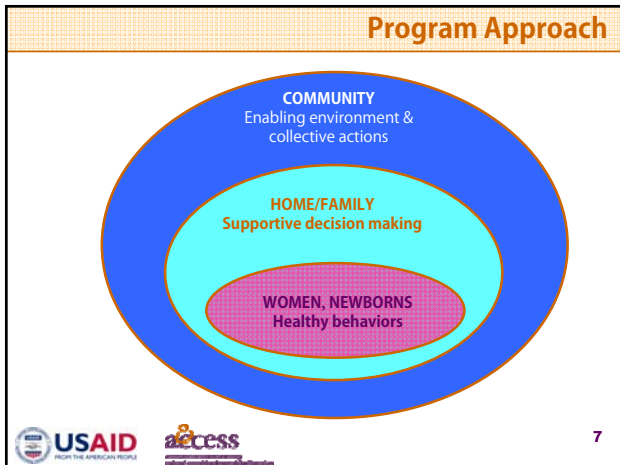 Program Approach
COMMUNITY
Enabling environment &
collective actions
HOME/FAMILY
Supportive decision making
WOMEN, NEWBORNS
Healthy behaviors
USAID
FROM THE AMERICAN PEOPLE
access
7